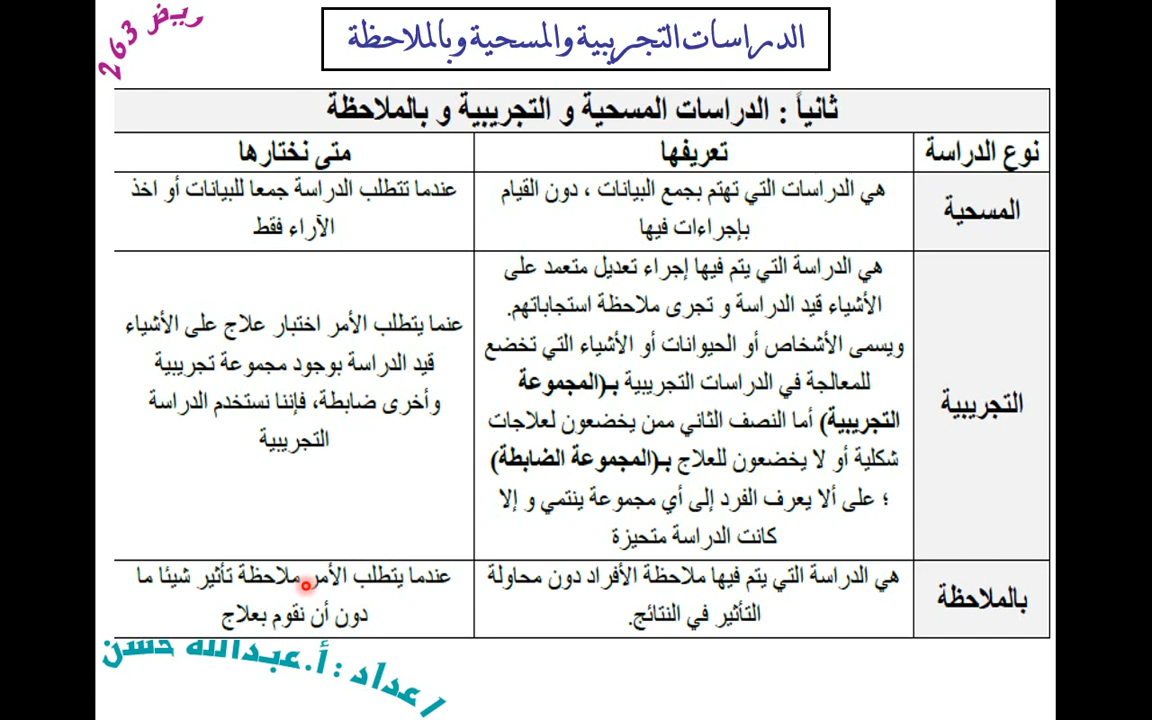 ريض 263
الدراسات التجريبية والمسحية وبالملاحظة
ثانياً : الدراسات المسحية و التجريبية و بالملاحظة
نوع الدراسة
تعريفها
متى نختارها
المسحية
هي الدراسات التي تهتم بجمع البيانات ، دون القيام
بإجراءات فيها
عندما تتطلب الدراسة جمعا للبيانات أو اخذ
الآراء فقط
التجريبية
هي الدراسة التي يتم فيها إجراء تعديل متعمد على
الأشياء قيد الدراسة و تجرى ملاحظة استجاباتهم.
ويسمى الأشخاص أو الحيوانات أو الأشياء التي تخضع
للمعالجة في الدراسات التجريبية بـ(المجموعة
التجريبية) أما النصف الثاني ممن يخضعون لعلاجات
شكلية أو لا يخضعون للعلاج بـ(المجموعة الضابطة)
؛ على ألا يعرف الفرد إلى أي مجموعة ينتمي و إلا
كانت الدراسة متحيزة
عنما يتطلب الأمر اختبار علاج على الأشياء
قيد الدراسة بوجود مجموعة تجريبية
وأخرى ضابطة، فإننا نستخدم الدراسة
التجريبية
بالملاحظة
هي الدراسة التي يتم فيها ملاحظة الأفراد دون محاولة
التأثير في النتائج.
عندما يتطلب الأمر ملاحظة تأثير شيئا ما
دون أن نقوم بعلاج
اعداد : أ.عبدالله حسن